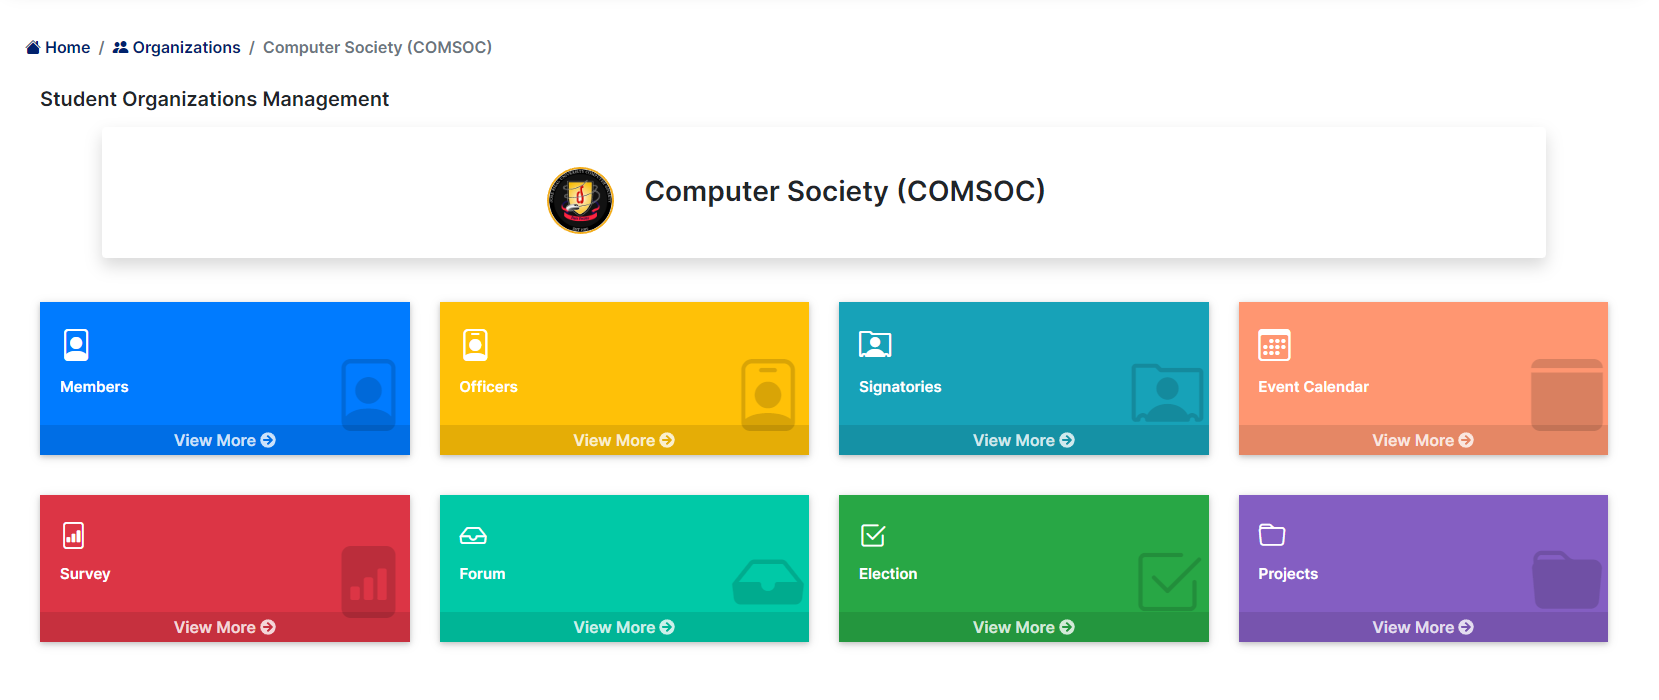 Home / Organizations / Computer Society (COMSOC)
Student Organizations Management
Computer Society (COMSOC)
Members
View More
Officers
View More
Signatories
View More
Event Calendar
View More
Survey
View More
Forum
View More
Election
View More
Projects
View More